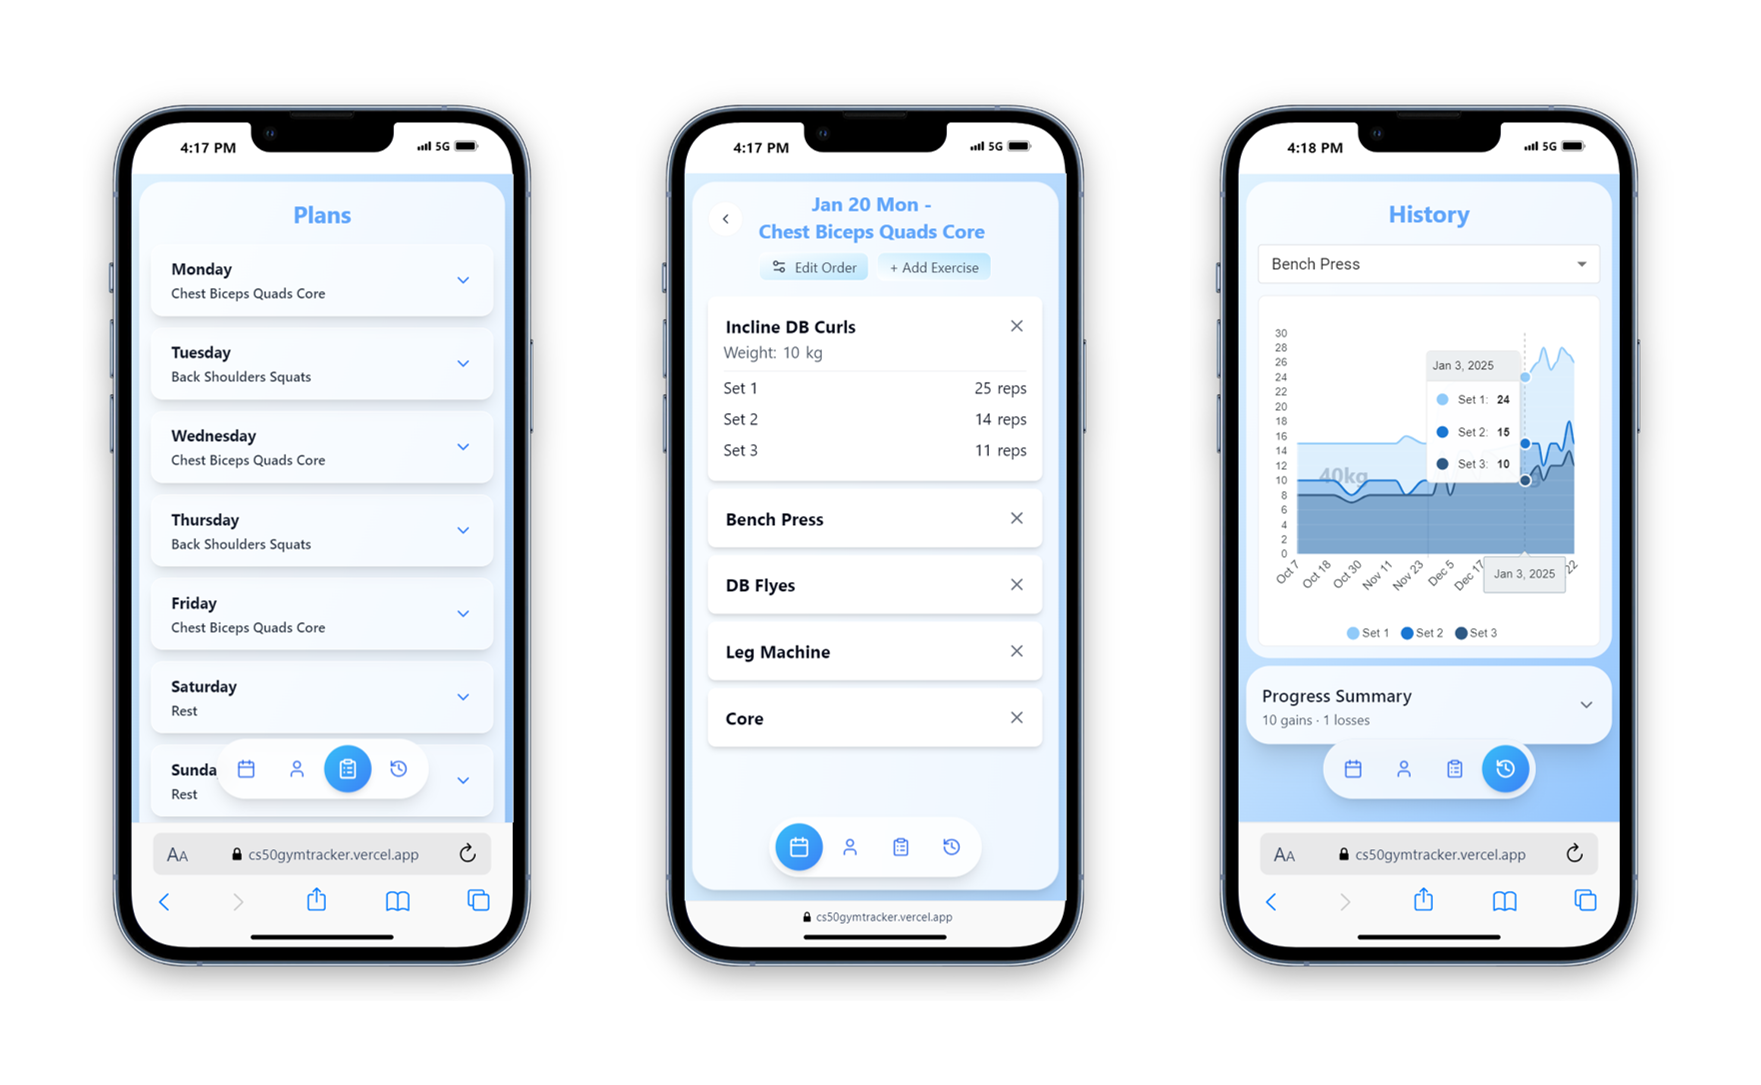 4:17 PM
5G
Plans
Monday
Chest Biceps Quads Core
Tuesday
Back Shoulders Squats
Wednesday
Chest Biceps Quads Core
Thursday
Back Shoulders Squats
Friday
Chest Biceps Quads Core
Saturday
Rest
Sunda
Rest
AA cs50gymtracker.vercel.app
4:17 PM
5G
Jan 20 Mon -
Chest Biceps Quads Core
Edit Order
+ Add Exercise
Incline DB Curls
Weight: 10 kg
Set 1 25 reps
Set 2 14 reps
Set 3 11 reps
Bench Press
DB Flyes
Leg Machine
Core
cs50gymtracker.vercel.app
4:18 PM
5G
History
Bench Press
30
28
26
24
22
20
18
16
14
12
10
8
6
4
2
0
40kg
Jan 3, 2025
Set 1: 24
Set 2: 15
Set 3: 10
Oct 7
Oct 18
Oct 30
Nov 11
Nov 23
Dec 5
Dec 17
Jan 3, 2025
22
Set 1 Set 2 Set 3
Progress Summary
10 gains · 1 losses
AA cs50gymtracker.vercel.app